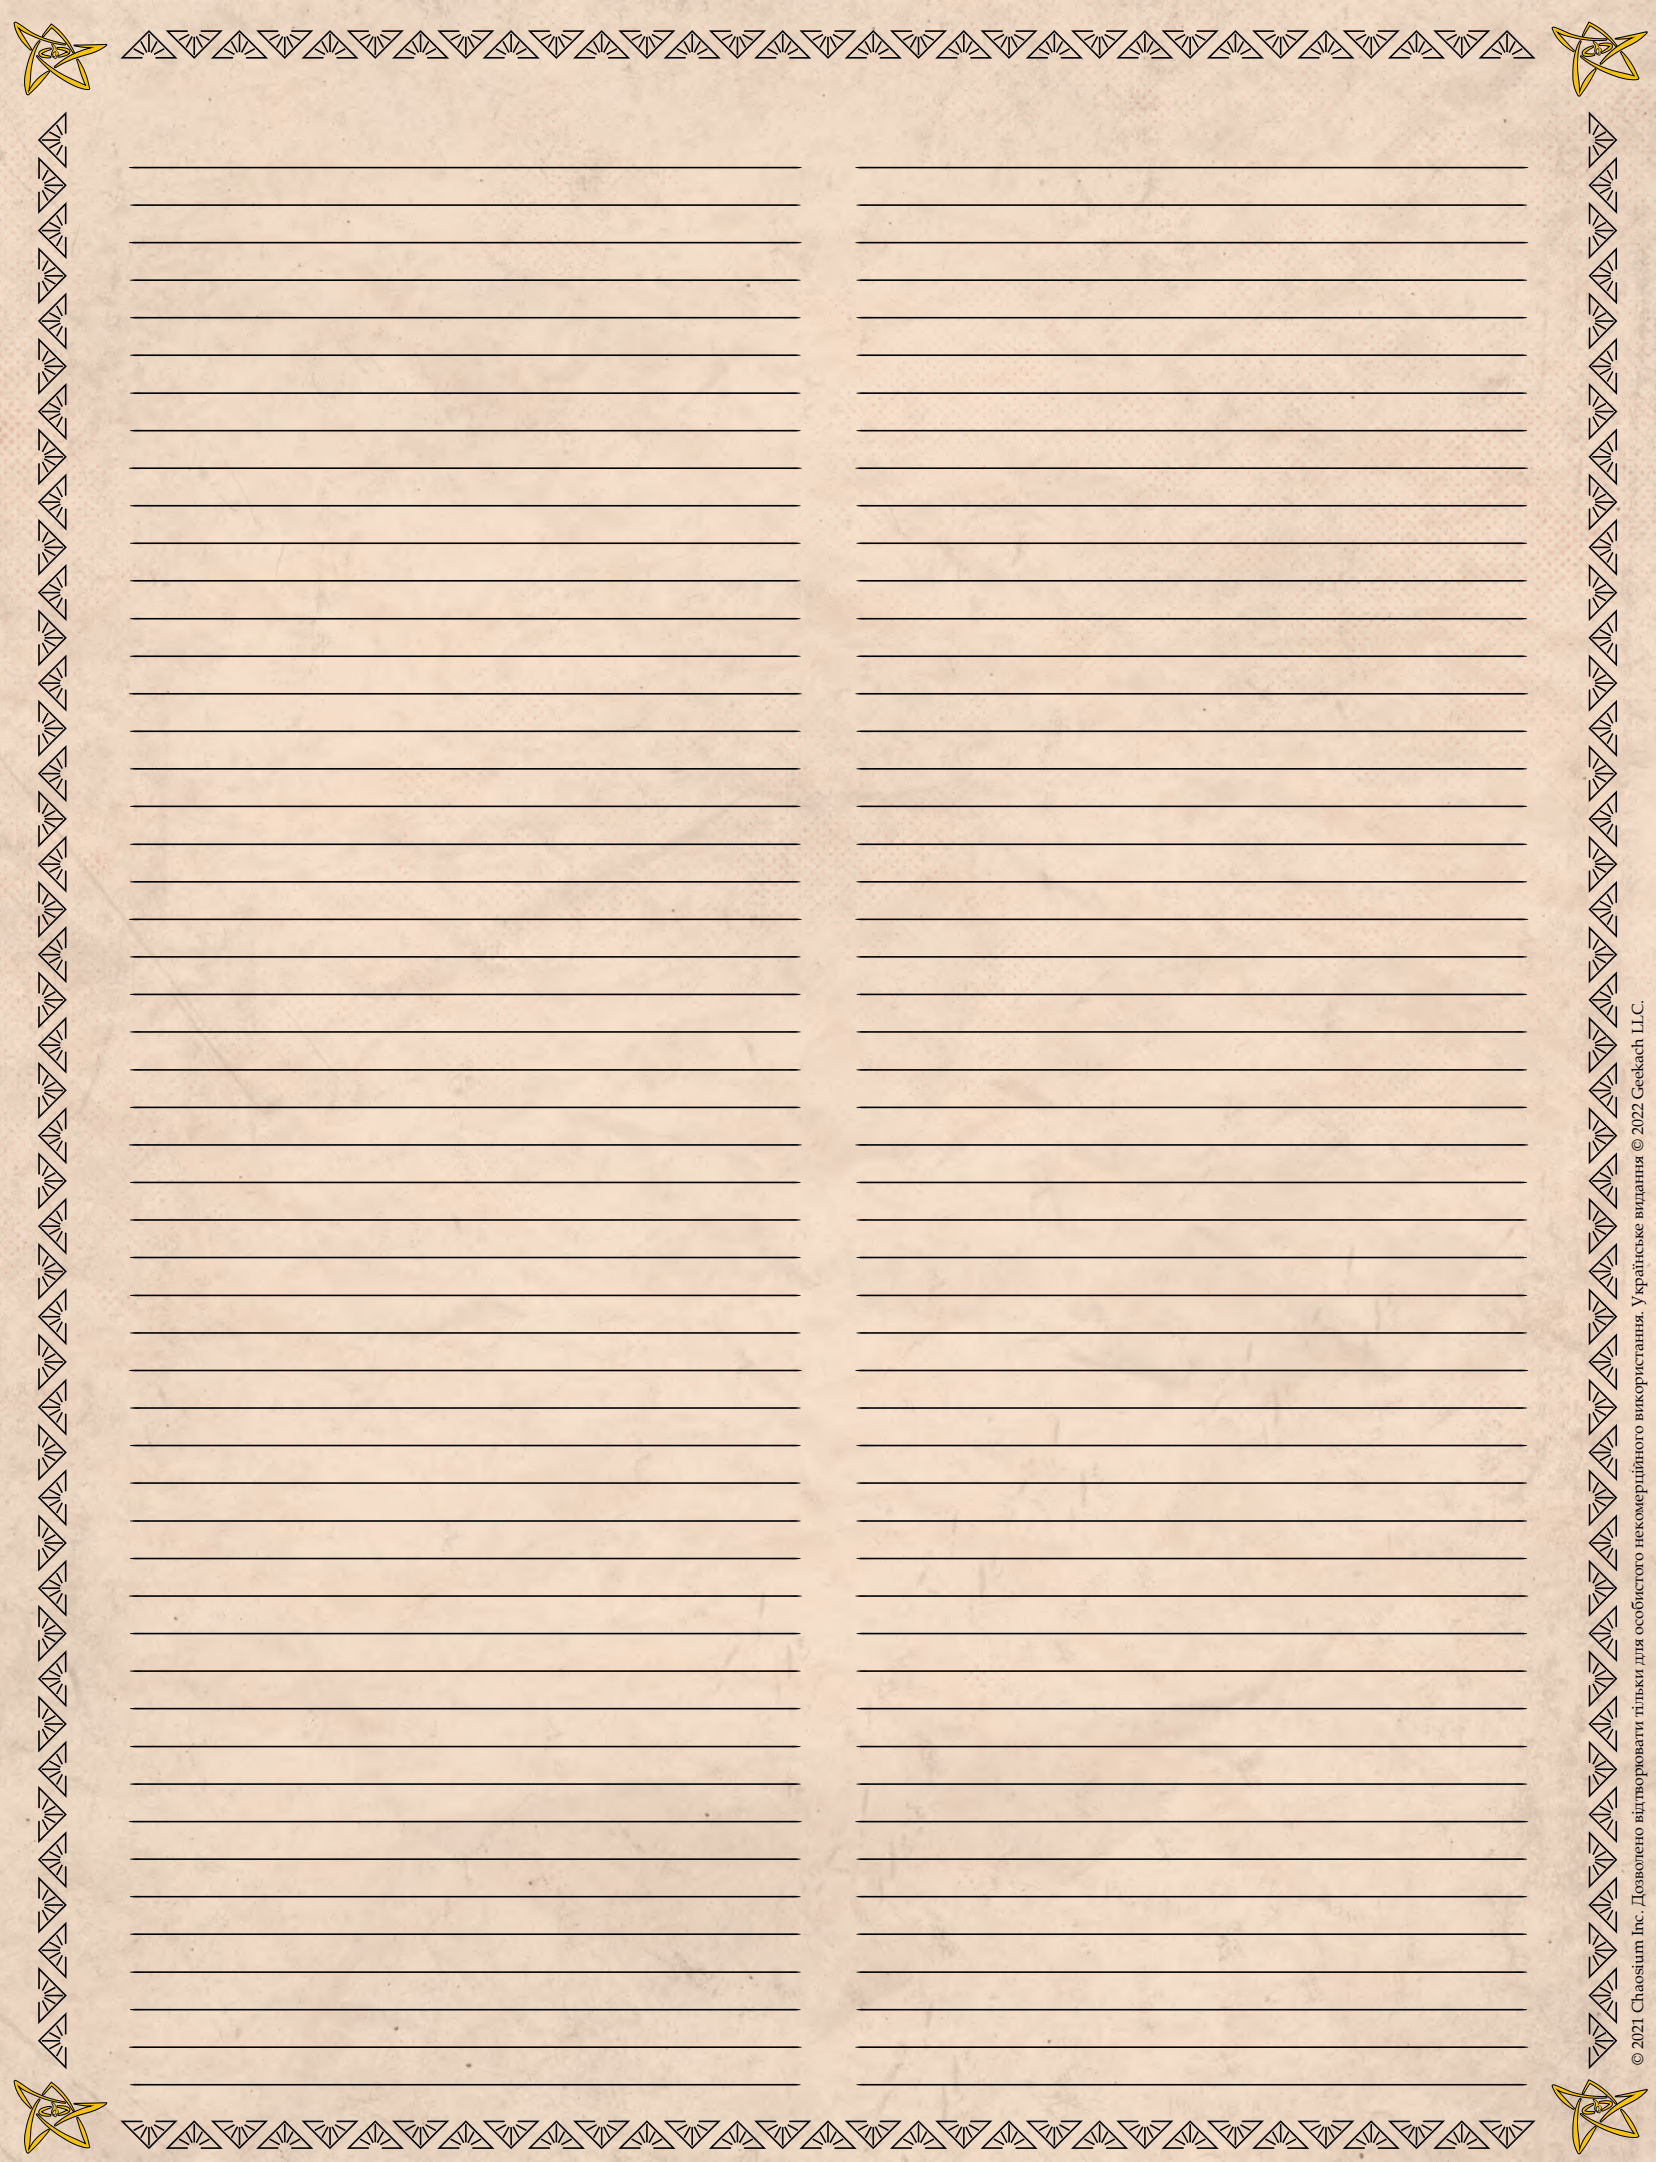 © 2021 Chaosium Inc. Дозволено відтворювати тільки для особистого некомерційного використання. Українське видання © 2022 Geekach LLC.